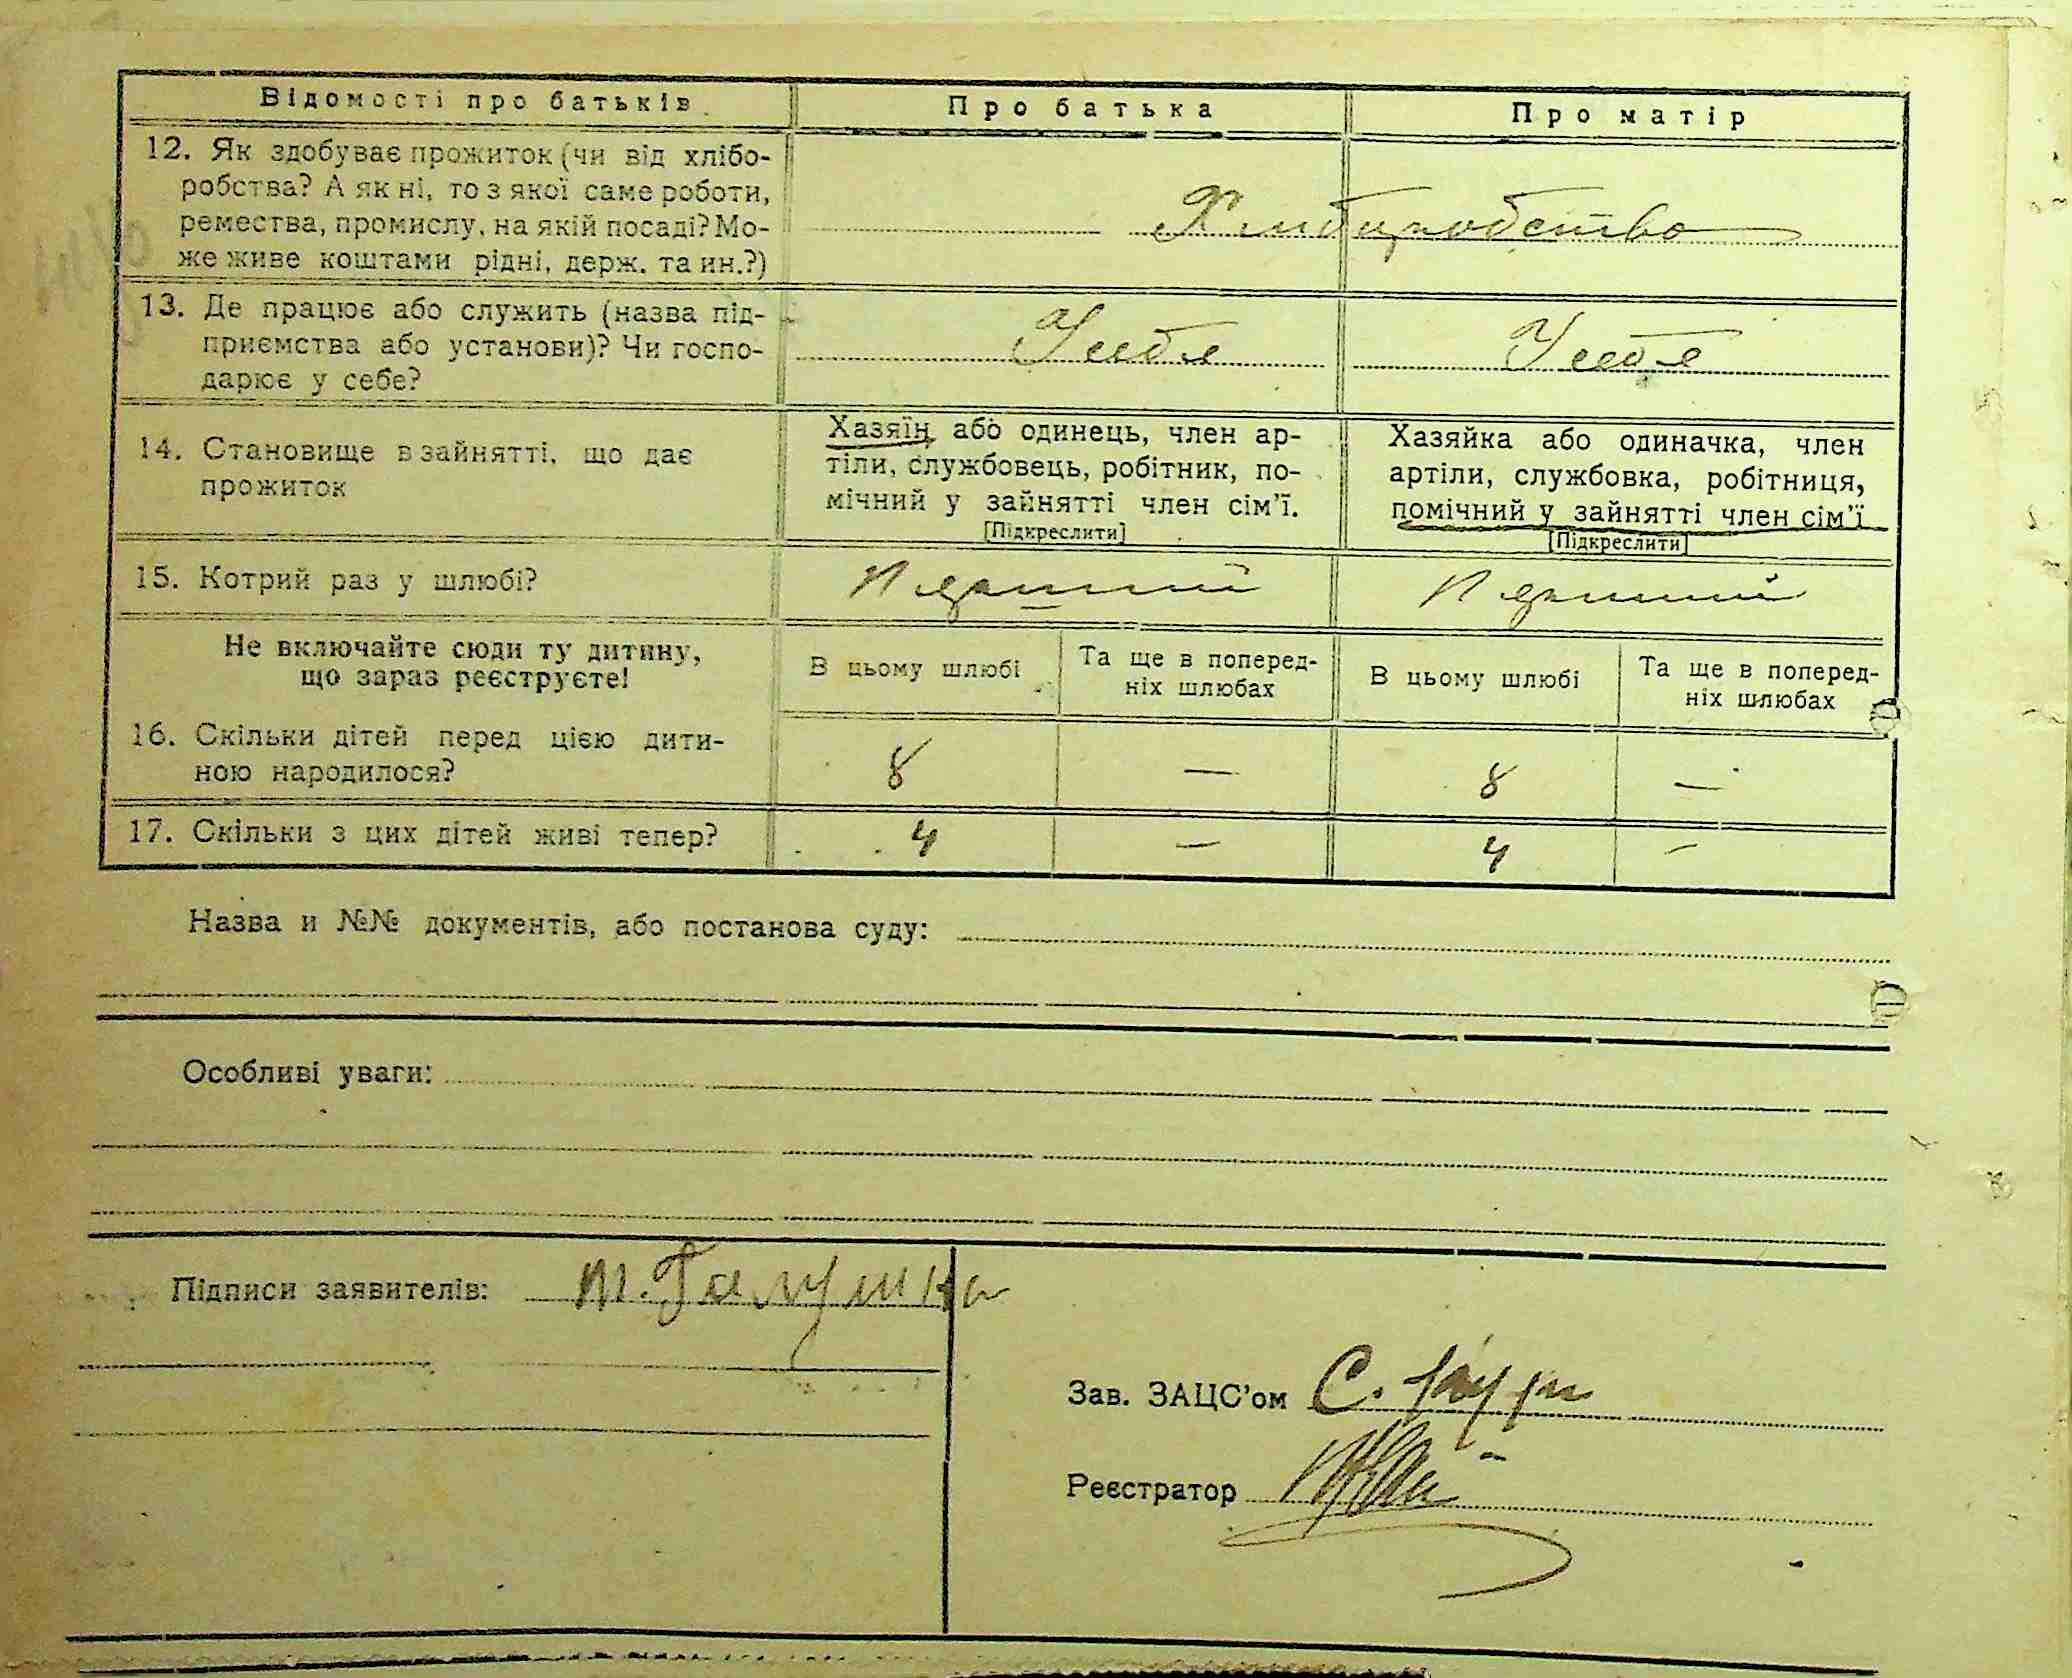 Відомості про батьків Про батька Про матір
12. Як здобуває прожиток (чи від хлібо-
робства? А як ні, то з якої саме роботи,
ремества, промислу, на якій посаді? Мо-
же живе коштами рідні, держ. та ин.?)
13. Де працює або служить (назва під-
приємства або установи)? Чи госпо-
дарює у себе?
У себя У себя
14. Становище в зайнятті, що дає
прожиток
Хазяїн або одинець, член ар-
тіли, службовець, робітник, по-
мічний у зайнятті член сім'ї.
[Підкреслити]
Хазяйка або одиначка, член
артіли, службовка, робітниця,
помічний у зайнятті член сім'ї
[Підкреслити]
15. Котрий раз у шлюбі?
Не включайте сюди ту дитину,
що зараз реєструєте!
В цьому шлюбі
Та ще в поперед-
ніх шлюбах
В цьому шлюбі
Та ще в поперед-
ніх шлюбах
16. Скільки дітей перед цією дити-
ною народилося?
8 — 8 —
17. Скільки з цих дітей живі тепер? 4 — 4 —
Назва и №№ документів, або постанова суду:
Особливі уваги:
Підписи заявителів: Т. Галушка
Зав. ЗАЦС'ом
Реєстратор